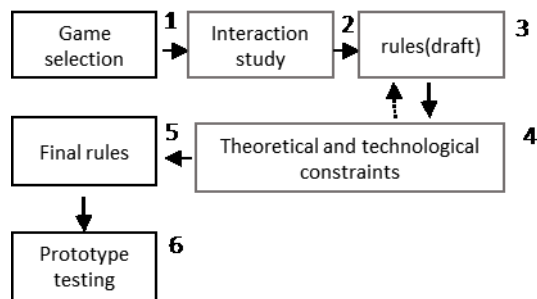 1
Game
selection
2
Interaction
study
3
rules(draft)
4
Theoretical and technological
constraints
5
Final rules
6
Prototype
testing